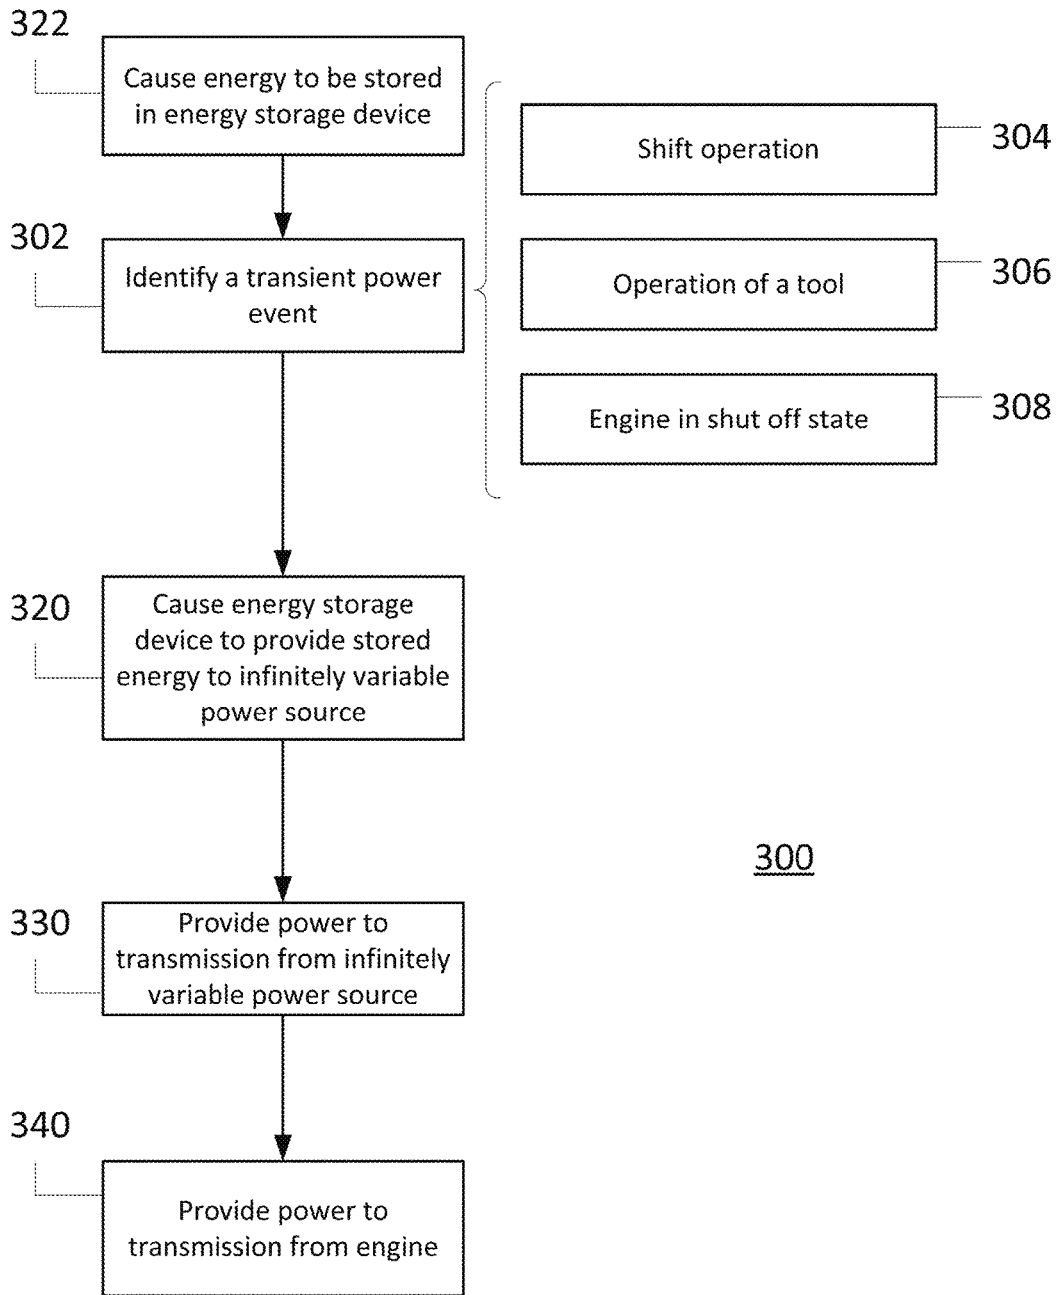 322
Cause energy to be stored
in energy storage device
304
Shift operation
302
Identify a transient power
event
306
Operation of a tool
308
Engine in shut off state
320
Cause energy storage
device to provide stored
energy to infinitely variable
power source
300
330
Provide power to
transmission from infinitely
variable power source
340
Provide power to
transmission from engine